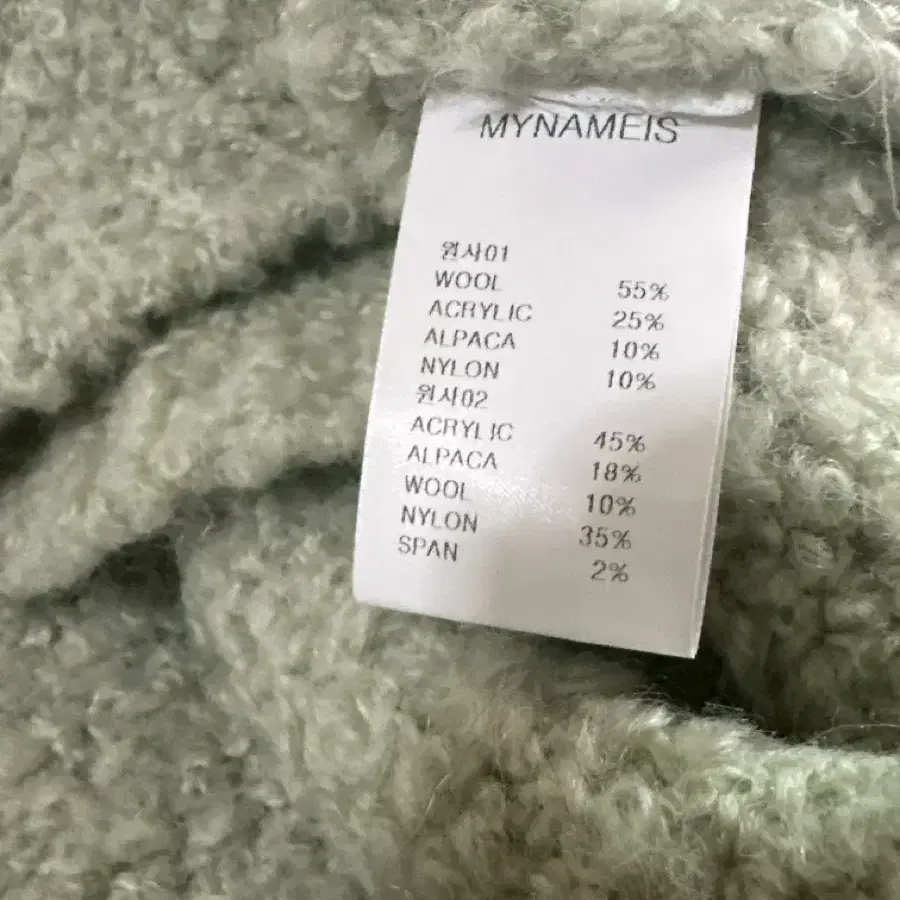 MYNAMEIS
원사01
WOOL 55%
ACRYLIC 25%
ALPACA 10%
NYLON 10%
원사02
ACRYLIC 45%
ALPACA 18%
WOOL 10%
NYLON 35%
SPAN 2%